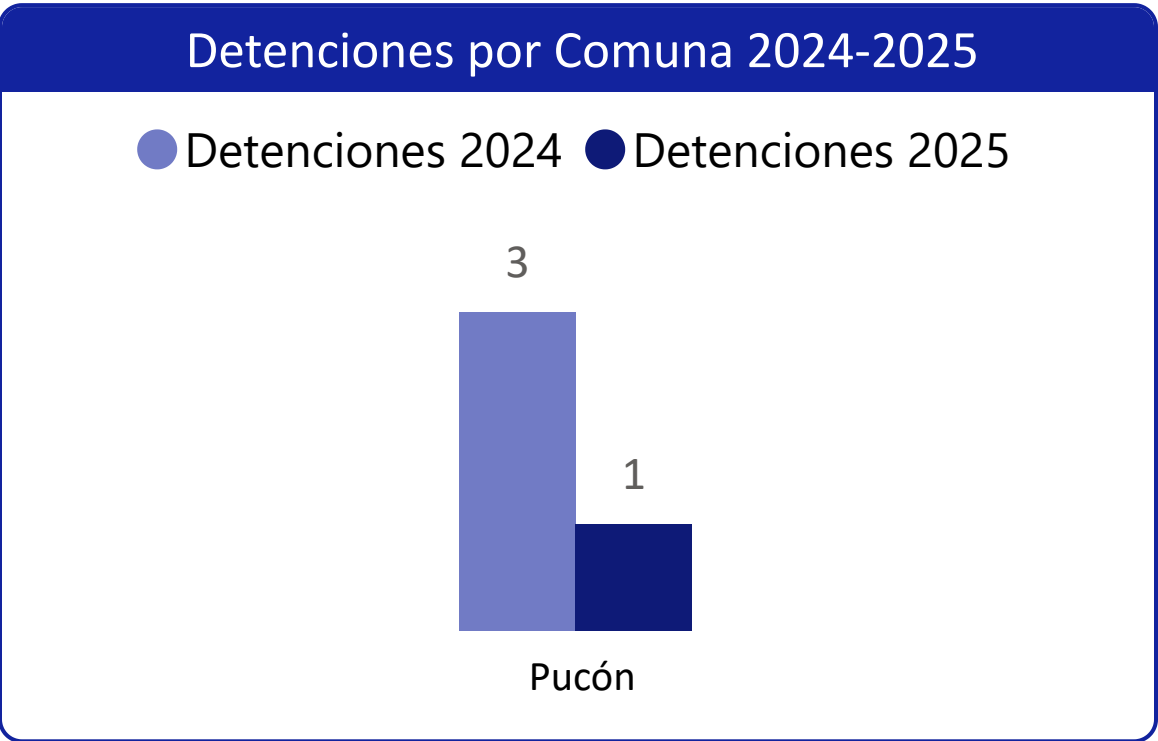 Detenciones por Comuna 2024-2025
Detenciones 2024 Detenciones 2025
3
1
Pucón